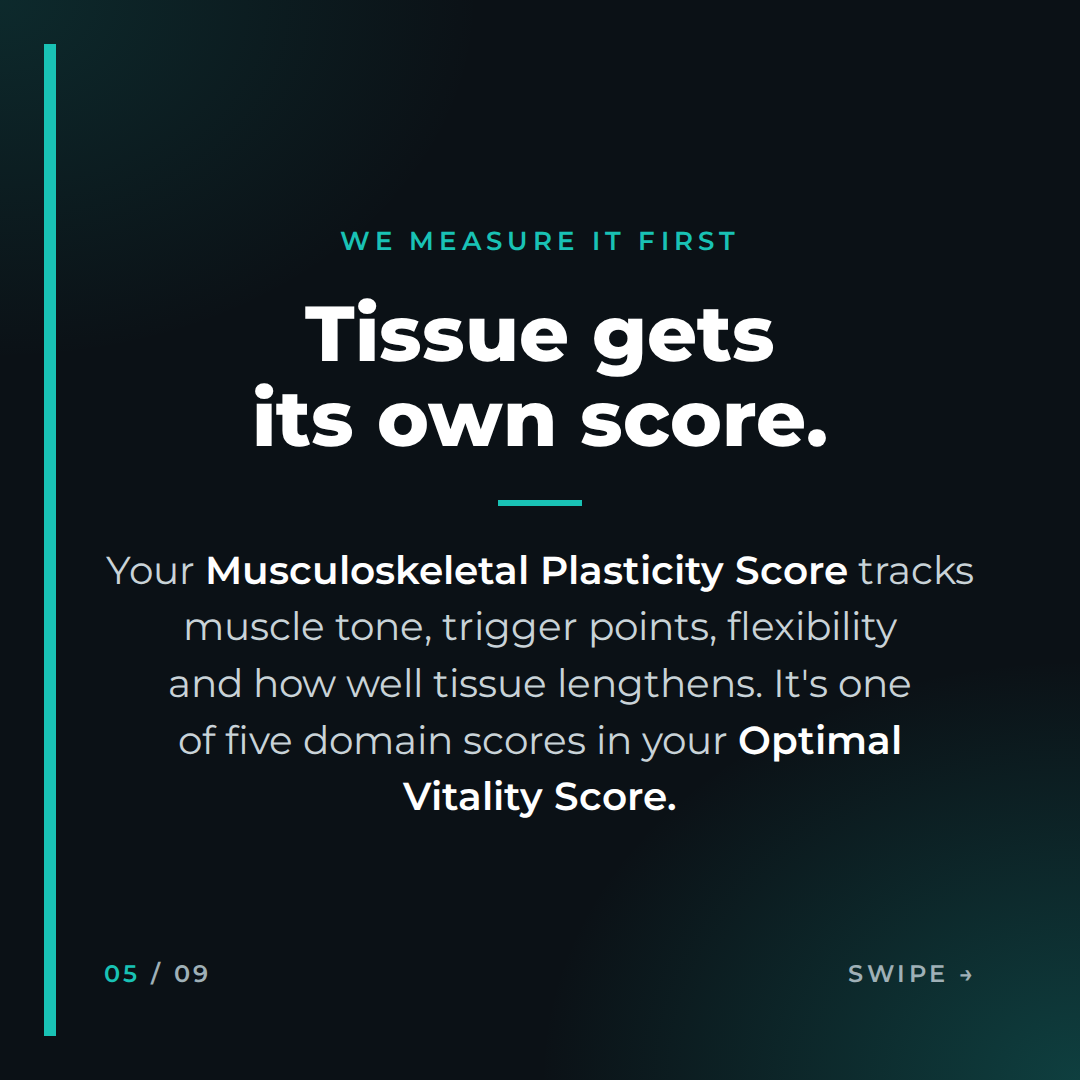 WE MEASURE IT FIRST
Tissue gets
its own score.
Your Musculoskeletal Plasticity Score tracks
muscle tone, trigger points, flexibility
and how well tissue lengthens. It's one
of five domain scores in your Optimal
Vitality Score.
05 / 09
SWIPE →